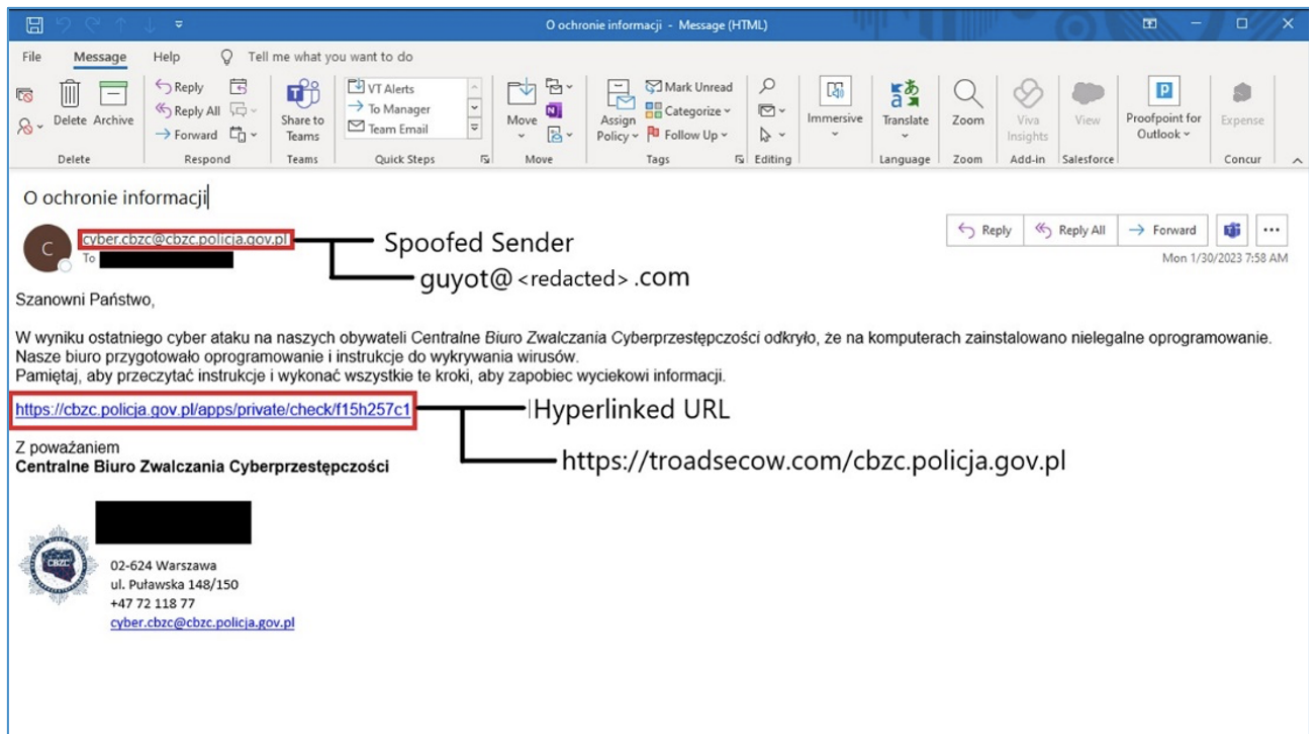 O ochronie informacji - Message (HTML)
File Message Help Tell me what you want to do
Delete Archive
Reply
Reply All
Forward
Share to Teams
VT Alerts
To Manager
Team Email
Move
Assign Policy
Mark Unread
Categorize
Follow Up
Immersive
Translate
Zoom
Viva Insights
View
Proofpoint for Outlook
Expense
Delete Respond Teams Quick Steps Move Tags Editing Language Zoom Add-in Salesforce Concur
O ochronie informacji
C
cyber.cbzc@cbzc.policja.gov.pl
To
Spoofed Sender
guyot@ <redacted> .com
Reply Reply All Forward
Mon 1/30/2023 7:58 AM
Szanowni Państwo,
W wyniku ostatniego cyber ataku na naszych obywateli Centralne Biuro Zwalczania Cyberprzestępczości odkryło, że na komputerach zainstalowano nielegalne oprogramowanie.
Nasze biuro przygotowało oprogramowanie i instrukcje do wykrywania wirusów.
Pamiętaj, aby przeczytać instrukcje i wykonać wszystkie te kroki, aby zapobiec wyciekowi informacji.
https://cbzc.policja.gov.pl/apps/private/check/f15h257c1
Hyperlinked URL
https://troadsecow.com/cbzc.policja.gov.pl
Z poważaniem
Centralne Biuro Zwalczania Cyberprzestępczości
CBZC
02-624 Warszawa
ul. Puławska 148/150
+47 72 118 77
cyber.cbzc@cbzc.policja.gov.pl